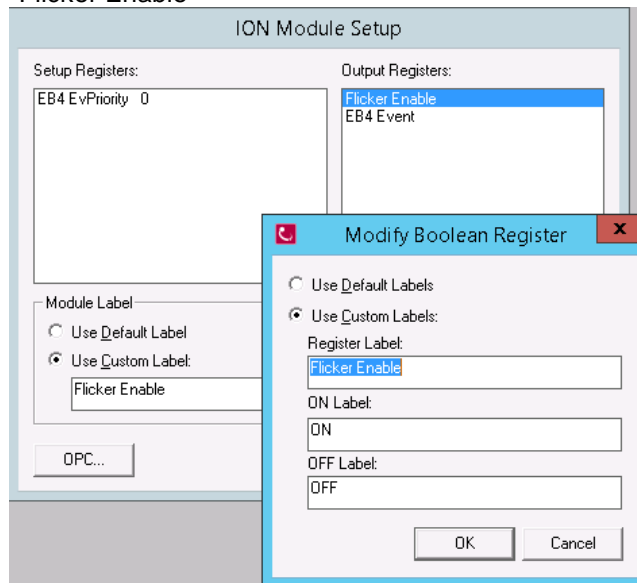 Flicker Enable
ION Module Setup
Setup Registers:
EB4 EvPriority 0
Output Registers:
Flicker Enable
EB4 Event
Module Label
Use Default Label
Use Custom Label:
Flicker Enable
OPC...
Modify Boolean Register
x
Use Default Labels
Use Custom Labels:
Register Label:
Flicker Enable
ON Label:
ON
OFF Label:
OFF
OK
Cancel